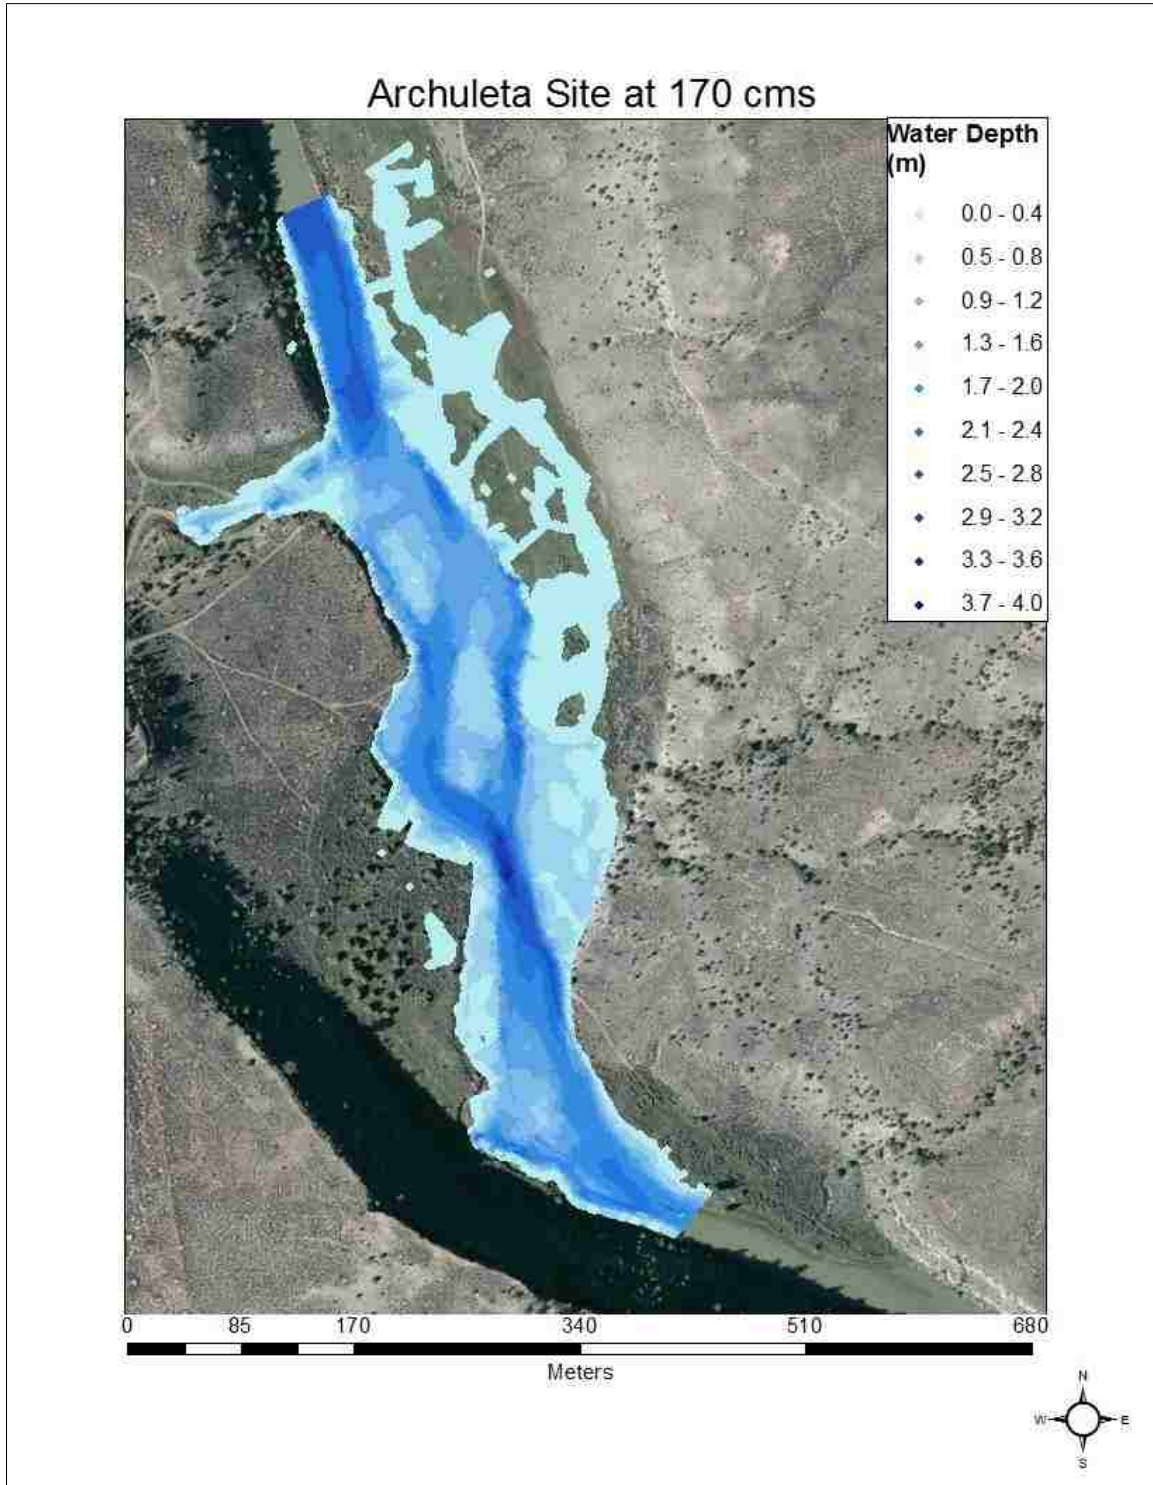 Archuleta Site at 170 cms
Water Depth
(m)
0.0 - 0.4
0.5 - 0.8
0.9 - 1.2
1.3 - 1.6
1.7 - 2.0
2.1 - 2.4
2.5 - 2.8
2.9 - 3.2
3.3 - 3.6
3.7 - 4.0
0 85 170 340 510 680
Meters
N
W E
S